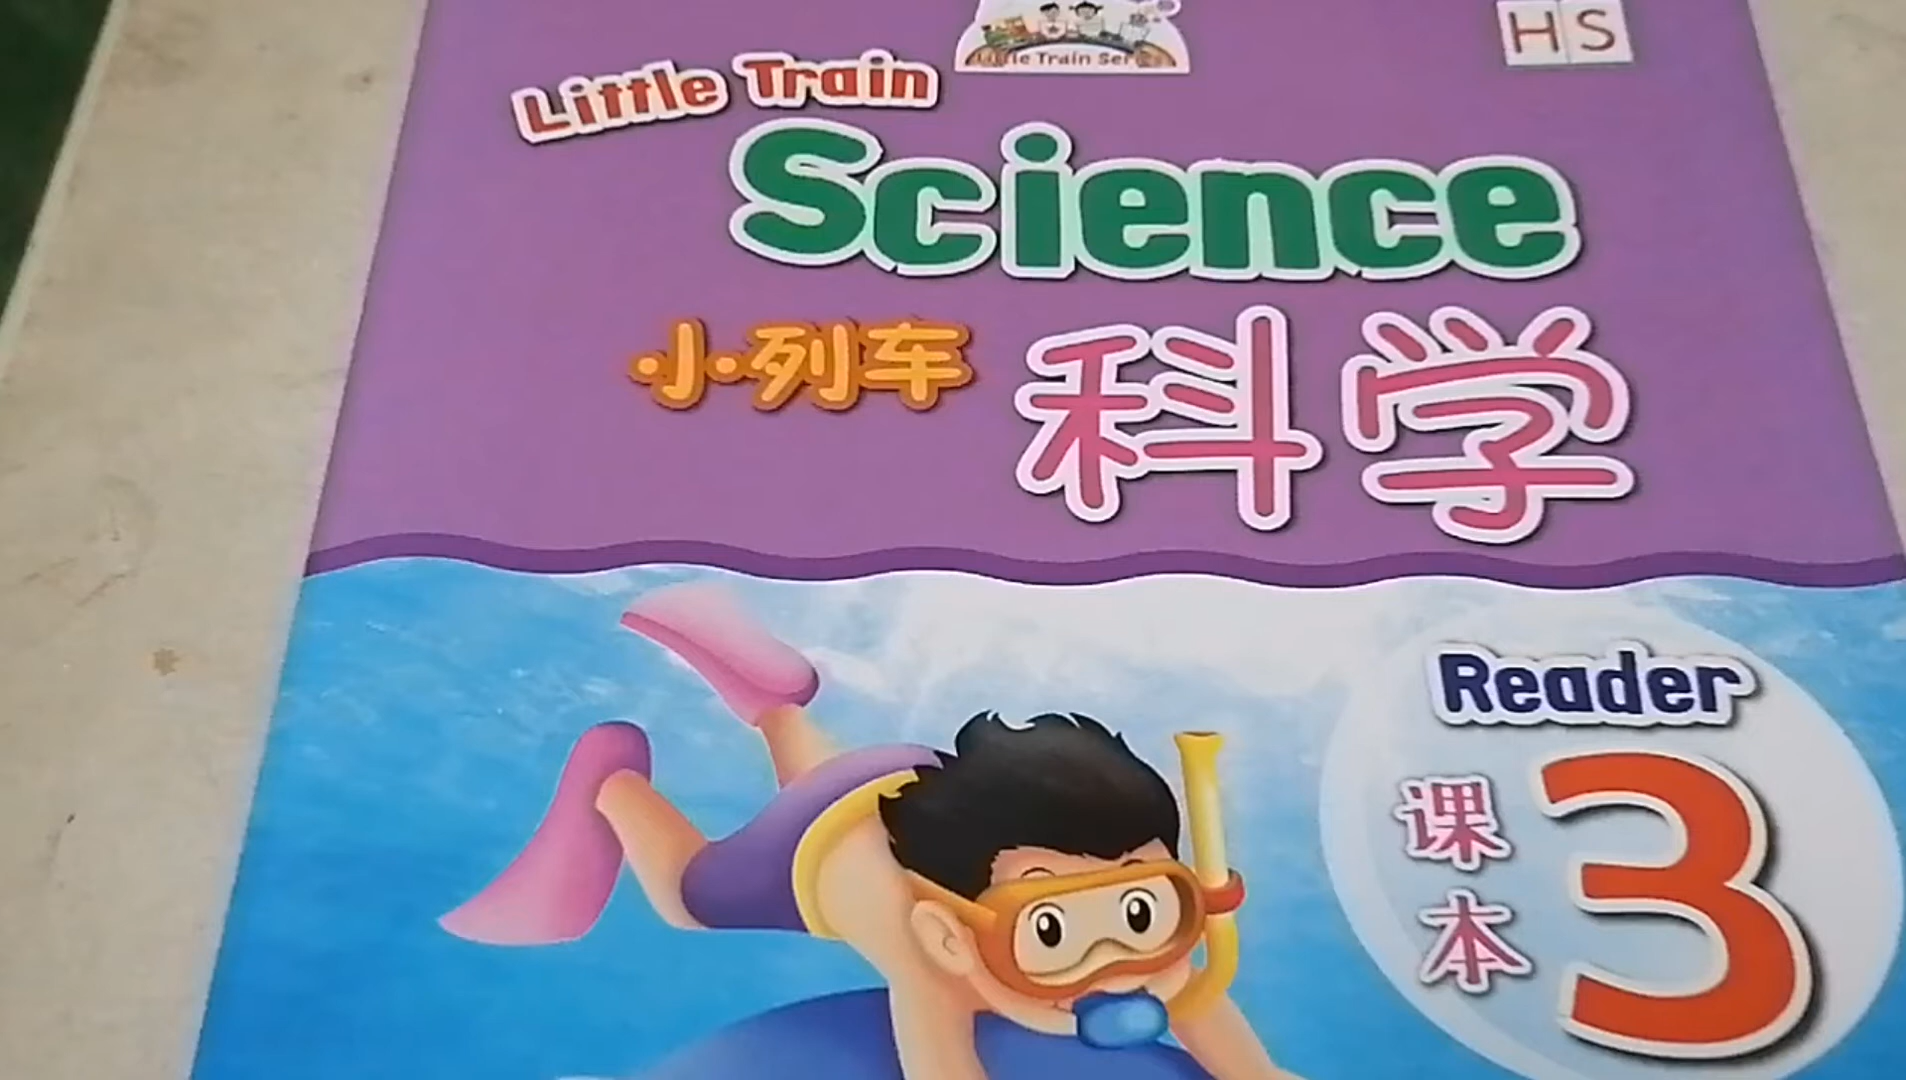 Little Train Series
HS
Little Train
Science
小列车 科学
Reader
课本
3